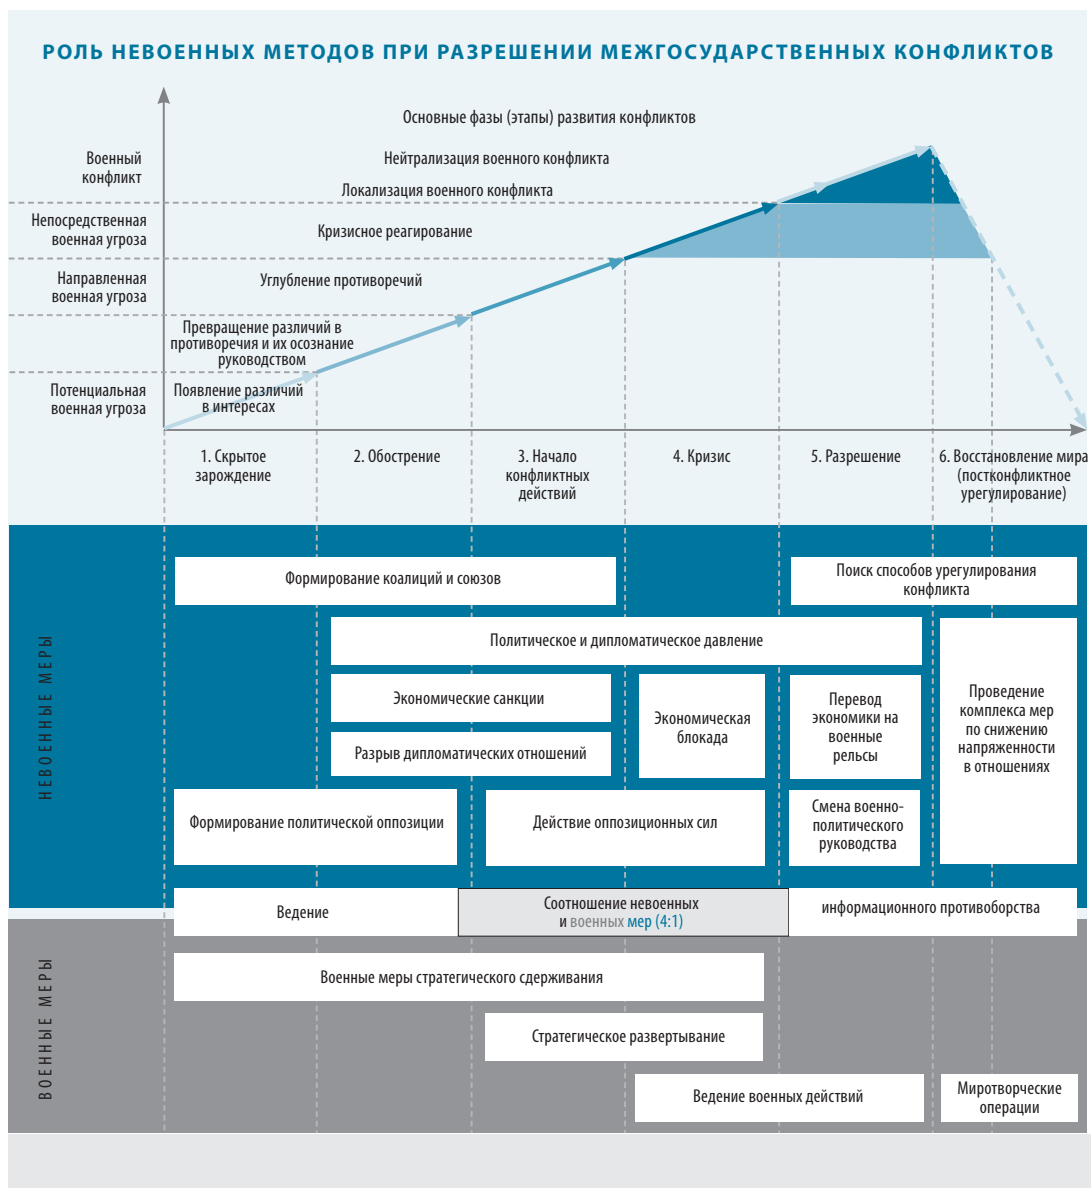 РОЛЬ НЕВОЕННЫХ МЕТОДОВ ПРИ РАЗРЕШЕНИИ МЕЖГОСУДАРСТВЕННЫХ КОНФЛИКТОВ
Основные фазы (этапы) развития конфликтов
Военный
конфликт
Нейтрализация военного конфликта
Локализация военного конфликта
Непосредственная
военная угроза
Кризисное реагирование
Направленная
военная угроза
Углубление противоречий
Превращение различий в
противоречия и их осознание
руководством
Потенциальная
военная угроза
Появление различий
в интересах
1. Скрытое
зарождение
2. Обострение
3. Начало
конфликтных
действий
4. Кризис
5. Разрешение
6. Восстановление мира
(постконфликтное
урегулирование)
НЕВОЕННЫЕ МЕРЫ
Формирование коалиций и союзов
Поиск способов урегулирования
конфликта
Политическое и дипломатическое давление
Экономические санкции
Разрыв дипломатических отношений
Экономическая
блокада
Перевод
экономики на
военные
рельсы
Проведение
комплекса мер
по снижению
напряженности
в отношениях
Формирование политической оппозиции
Действие оппозиционных сил
Смена военно-
политического
руководства
Ведение
Соотношение невоенных
и военных мер (4:1)
информационного противоборства
ВОЕННЫЕ МЕРЫ
Военные меры стратегического сдерживания
Стратегическое развертывание
Ведение военных действий
Миротворческие
операции